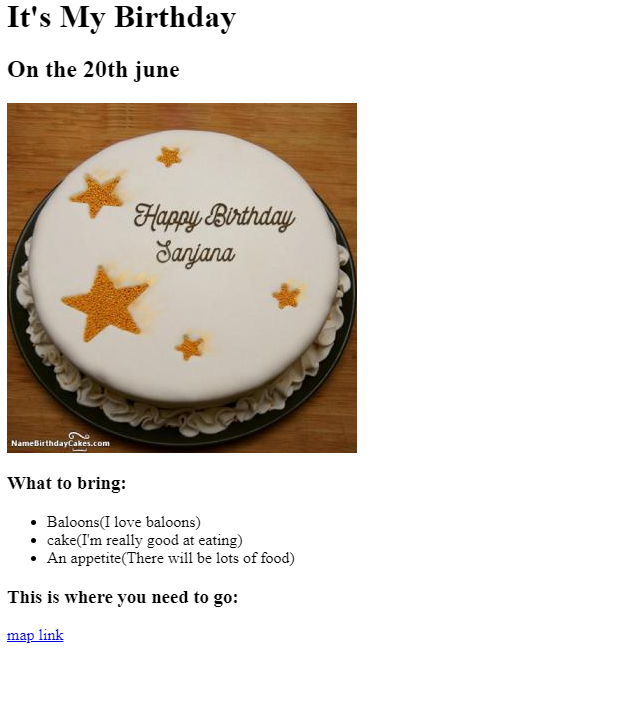 It's My Birthday
On the 20th june
Happy Birthday
Sanjana
NameBirthdayCakes.com
What to bring:
Baloons(I love baloons)
cake(I'm really good at eating)
An appetite(There will be lots of food)
This is where you need to go:
map link